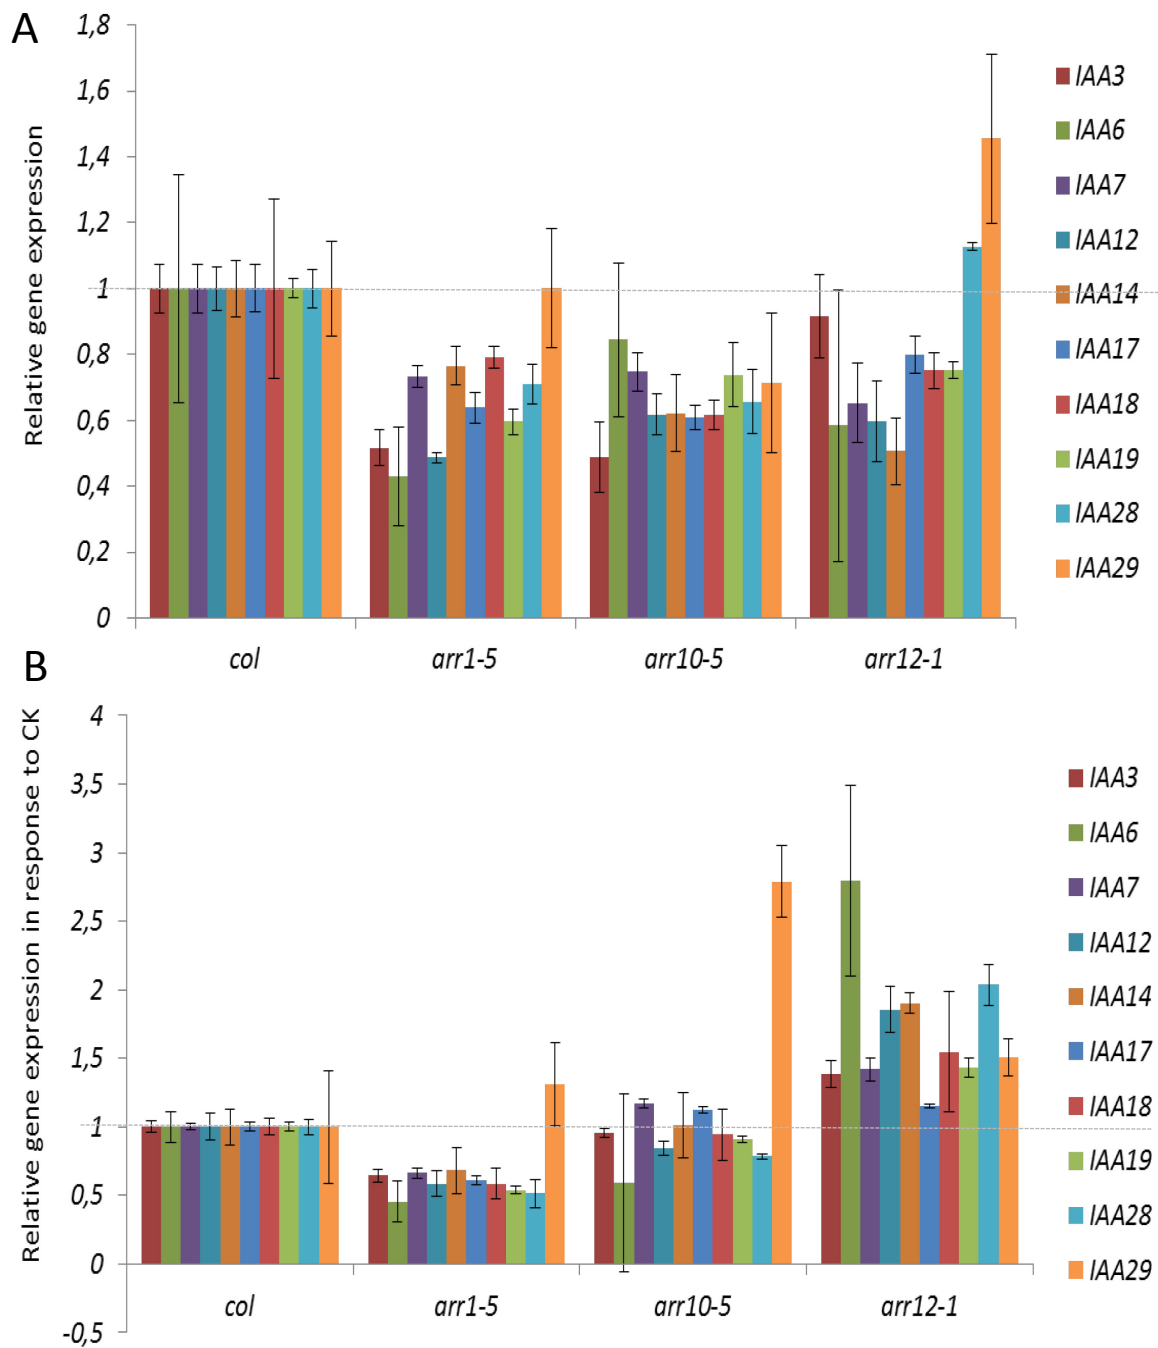 A
Relative gene expression
1,8
1,6
1,4
1,2
1
0,8
0,6
0,4
0,2
0
col
arr1-5
arr10-5
arr12-1
IAA3
IAA6
IAA7
IAA12
IAA14
IAA17
IAA18
IAA19
IAA28
IAA29
B
Relative gene expression in response to CK
4
3,5
3
2,5
2
1,5
1
0,5
0
-0,5
col
arr1-5
arr10-5
arr12-1
IAA3
IAA6
IAA7
IAA12
IAA14
IAA17
IAA18
IAA19
IAA28
IAA29